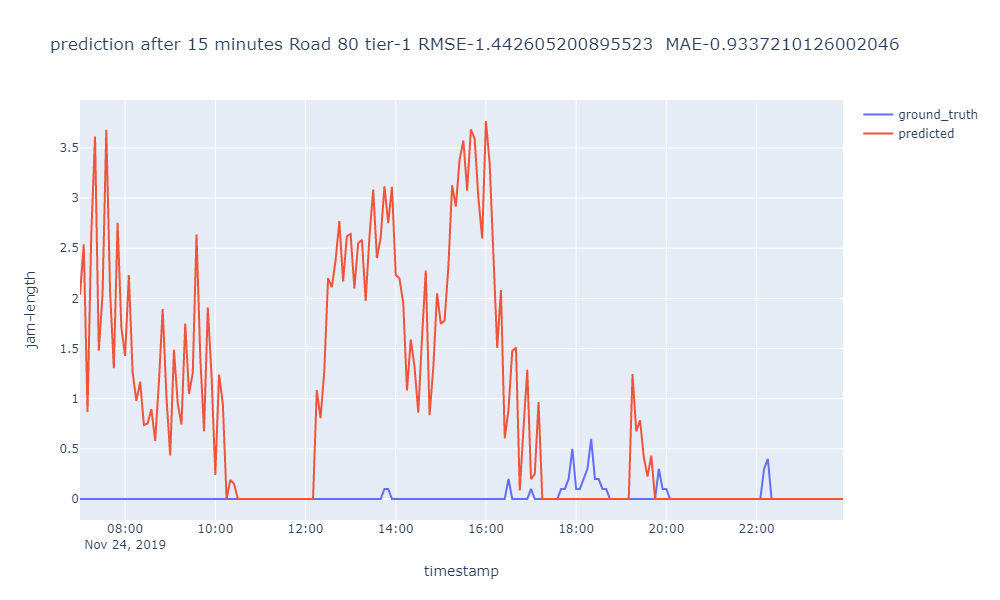 prediction after 15 minutes Road 80 tier-1 RMSE-1.442605200895523  MAE-0.9337210126002046
ground_truth
predicted
3.5
3
2.5
2
1.5
1
0.5
0
jam-length
08:00 10:00 12:00 14:00 16:00 18:00 20:00 22:00
Nov 24, 2019
timestamp